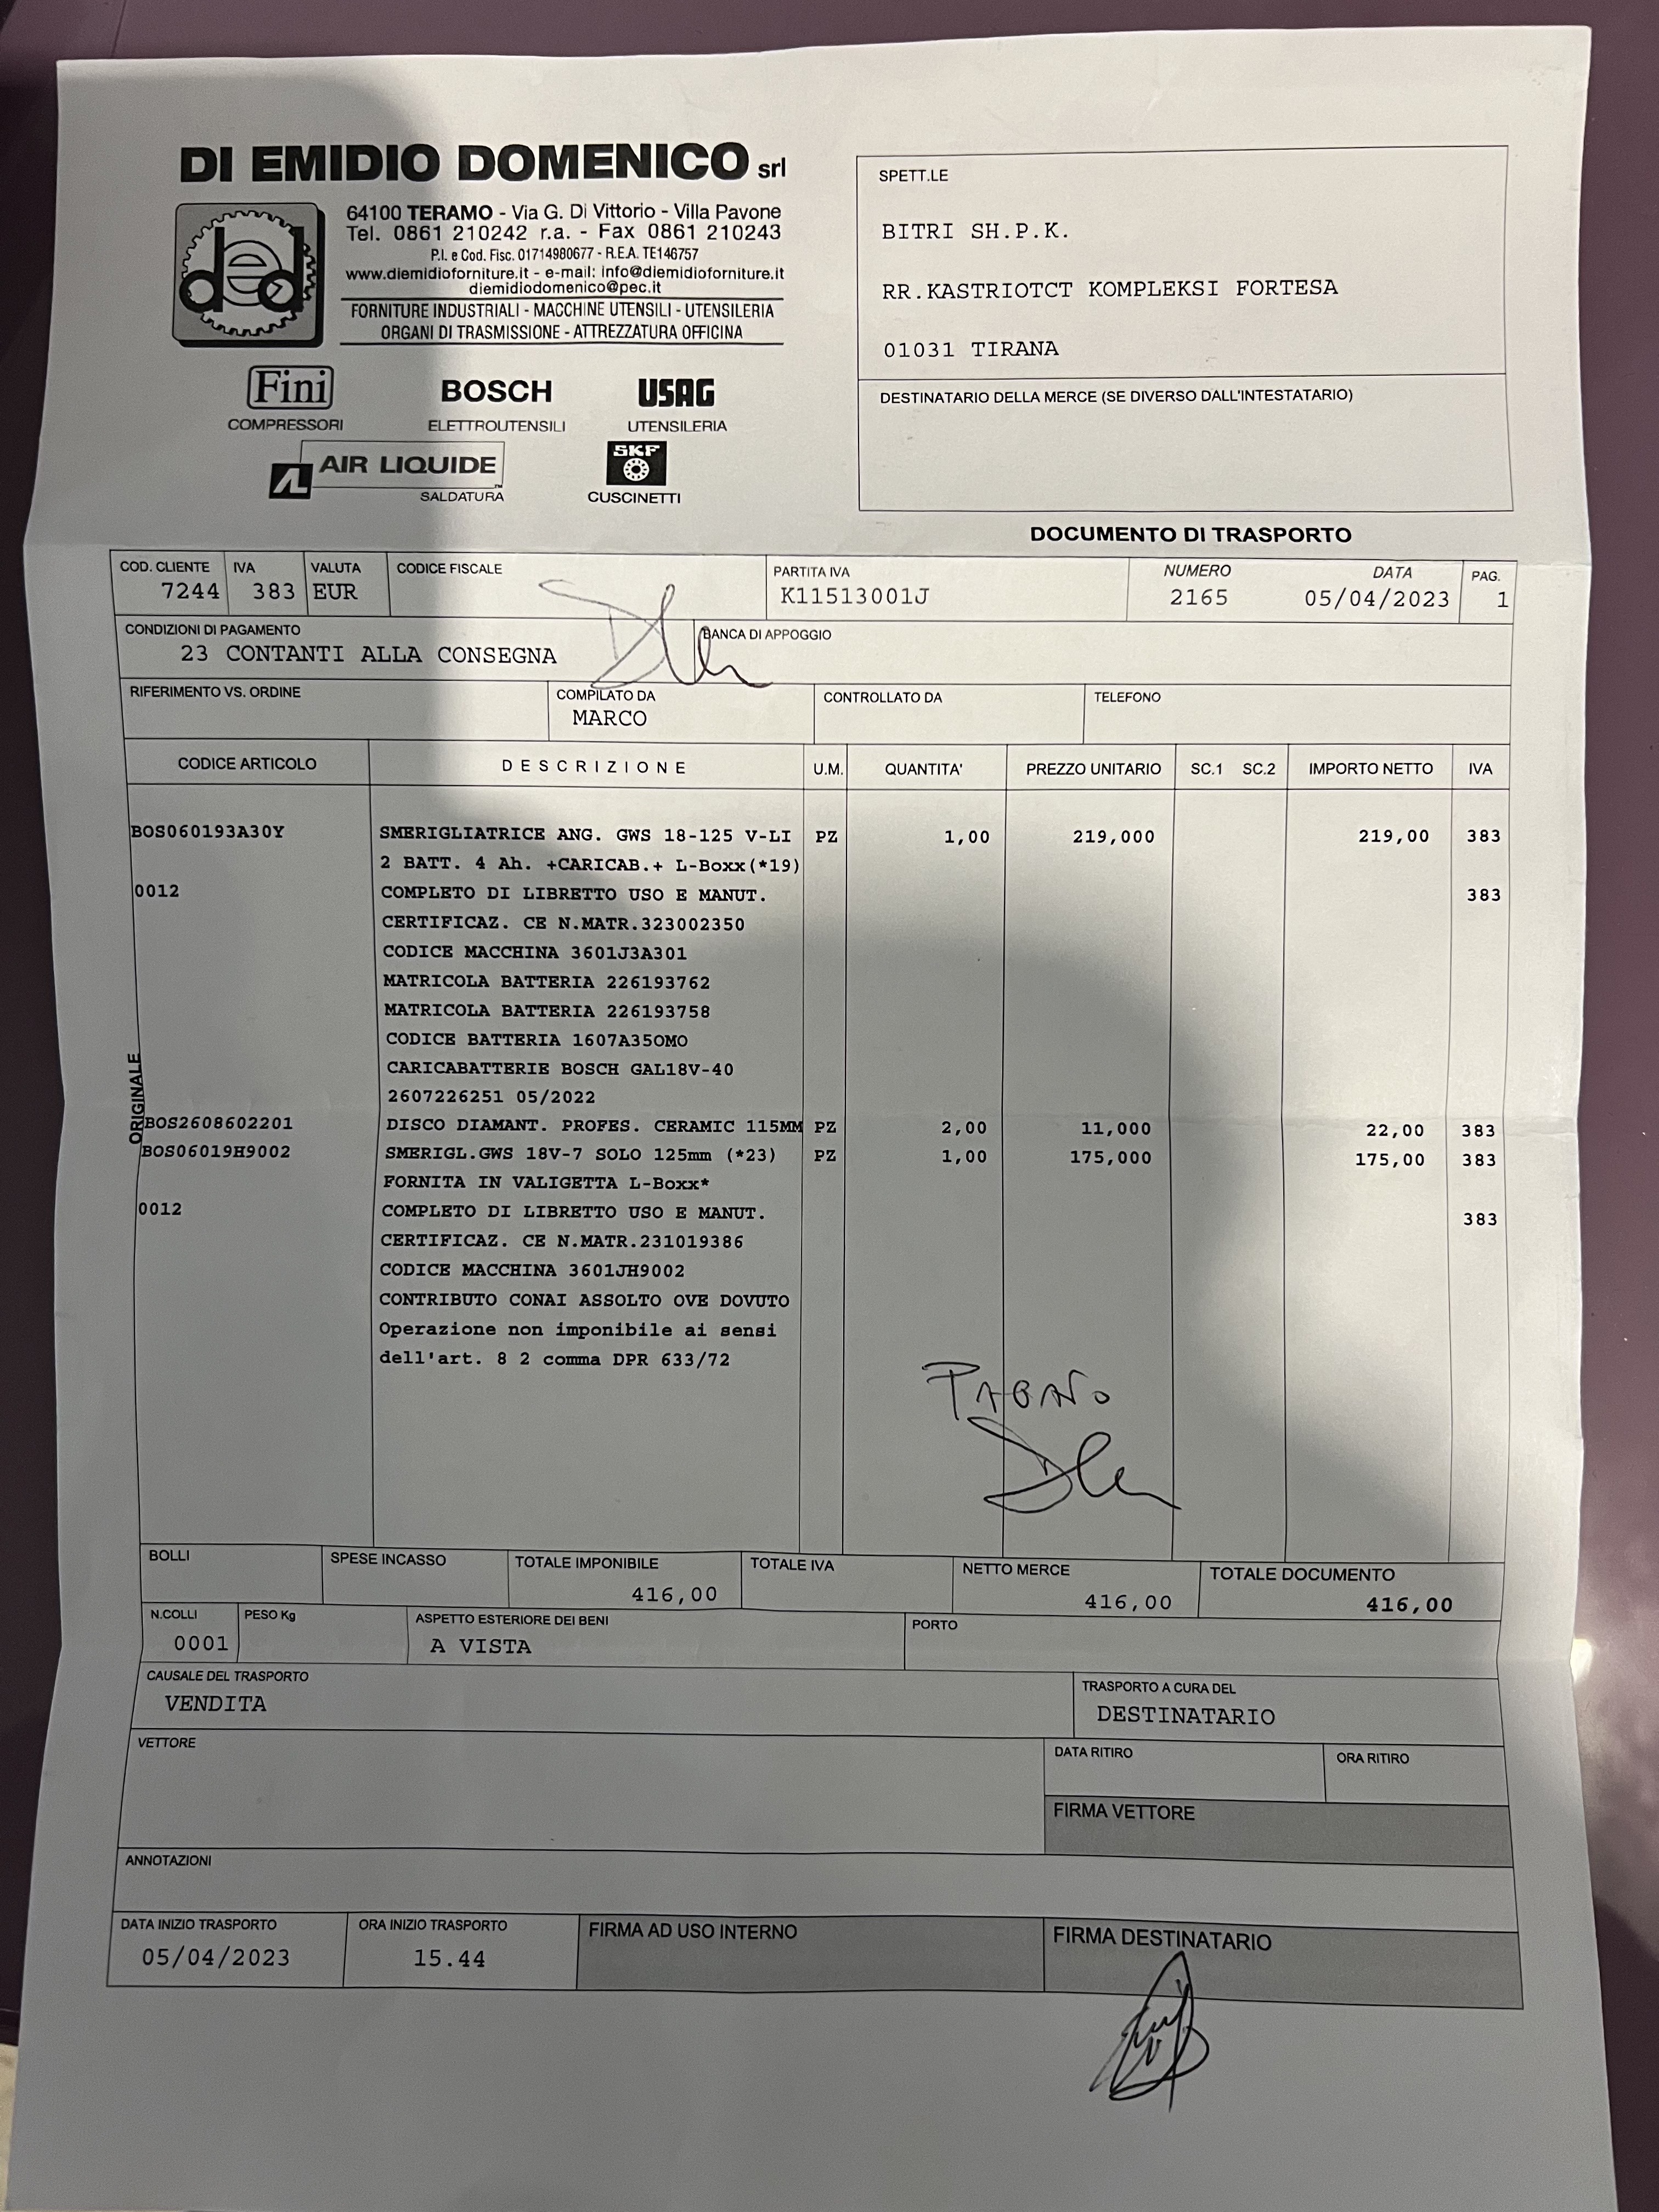 DI EMIDIO DOMENICO srl
64100 TERAMO - Via G. Di Vittorio - Villa Pavone
Tel. 0861 210242 r.a. - Fax 0861 210243
P.I. e Cod. Fisc. 01714980677 - R.E.A. TE146757
www.diemidioforniture.it - e-mail: info@diemidioforniture.it
diemidiodomenico@pec.it
FORNITURE INDUSTRIALI - MACCHINE UTENSILI - UTENSILERIA
ORGANI DI TRASMISSIONE - ATTREZZATURA OFFICINA
ded
Fini BOSCH USAG
COMPRESSORI ELETTROUTENSILI UTENSILERIA
AIR LIQUIDE SKF
SALDATURA CUSCINETTI
SPETT.LE
BITRI SH.P.K.
RR.KASTRIOTCT KOMPLEKSI FORTESA
01031 TIRANA
DESTINATARIO DELLA MERCE (SE DIVERSO DALL'INTESTATARIO)
DOCUMENTO DI TRASPORTO
COD. CLIENTE IVA VALUTA CODICE FISCALE PARTITA IVA NUMERO DATA PAG.
7244 383 EUR K11513001J 2165 05/04/2023 1
CONDIZIONI DI PAGAMENTO BANCA DI APPOGGIO
23 CONTANTI ALLA CONSEGNA
RIFERIMENTO VS. ORDINE COMPILATO DA CONTROLLATO DA TELEFONO
MARCO
CODICE ARTICOLO DESCRIZIONE U.M. QUANTITA' PREZZO UNITARIO SC.1 SC.2 IMPORTO NETTO IVA
BOS060193A30Y SMERIGLIATRICE ANG. GWS 18-125 V-LI PZ 1,00 219,000 219,00 383
2 BATT. 4 Ah. +CARICAB.+ L-Boxx(*19)
0012 COMPLETO DI LIBRETTO USO E MANUT. 383
CERTIFICAZ. CE N.MATR.323002350
CODICE MACCHINA 3601J3A301
MATRICOLA BATTERIA 226193762
MATRICOLA BATTERIA 226193758
CODICE BATTERIA 1607A35OMO
CARICABATTERIE BOSCH GAL18V-40
2607226251 05/2022
ORIGINALE
BOS2608602201 DISCO DIAMANT. PROFES. CERAMIC 115MM PZ 2,00 11,000 22,00 383
BOS06019H9002 SMERIGL.GWS 18V-7 SOLO 125mm (*23) PZ 1,00 175,000 175,00 383
FORNITA IN VALIGETTA L-Boxx*
0012 COMPLETO DI LIBRETTO USO E MANUT. 383
CERTIFICAZ. CE N.MATR.231019386
CODICE MACCHINA 3601JH9002
CONTRIBUTO CONAI ASSOLTO OVE DOVUTO
Operazione non imponibile ai sensi
dell'art. 8 2 comma DPR 633/72
BOLLI SPESE INCASSO TOTALE IMPONIBILE TOTALE IVA NETTO MERCE TOTALE DOCUMENTO
416,00 416,00 416,00
N.COLLI PESO Kg ASPETTO ESTERIORE DEI BENI PORTO
0001 A VISTA
CAUSALE DEL TRASPORTO TRASPORTO A CURA DEL
VENDITA DESTINATARIO
VETTORE DATA RITIRO ORA RITIRO
FIRMA VETTORE
ANNOTAZIONI
DATA INIZIO TRASPORTO ORA INIZIO TRASPORTO FIRMA AD USO INTERNO FIRMA DESTINATARIO
05/04/2023 15.44